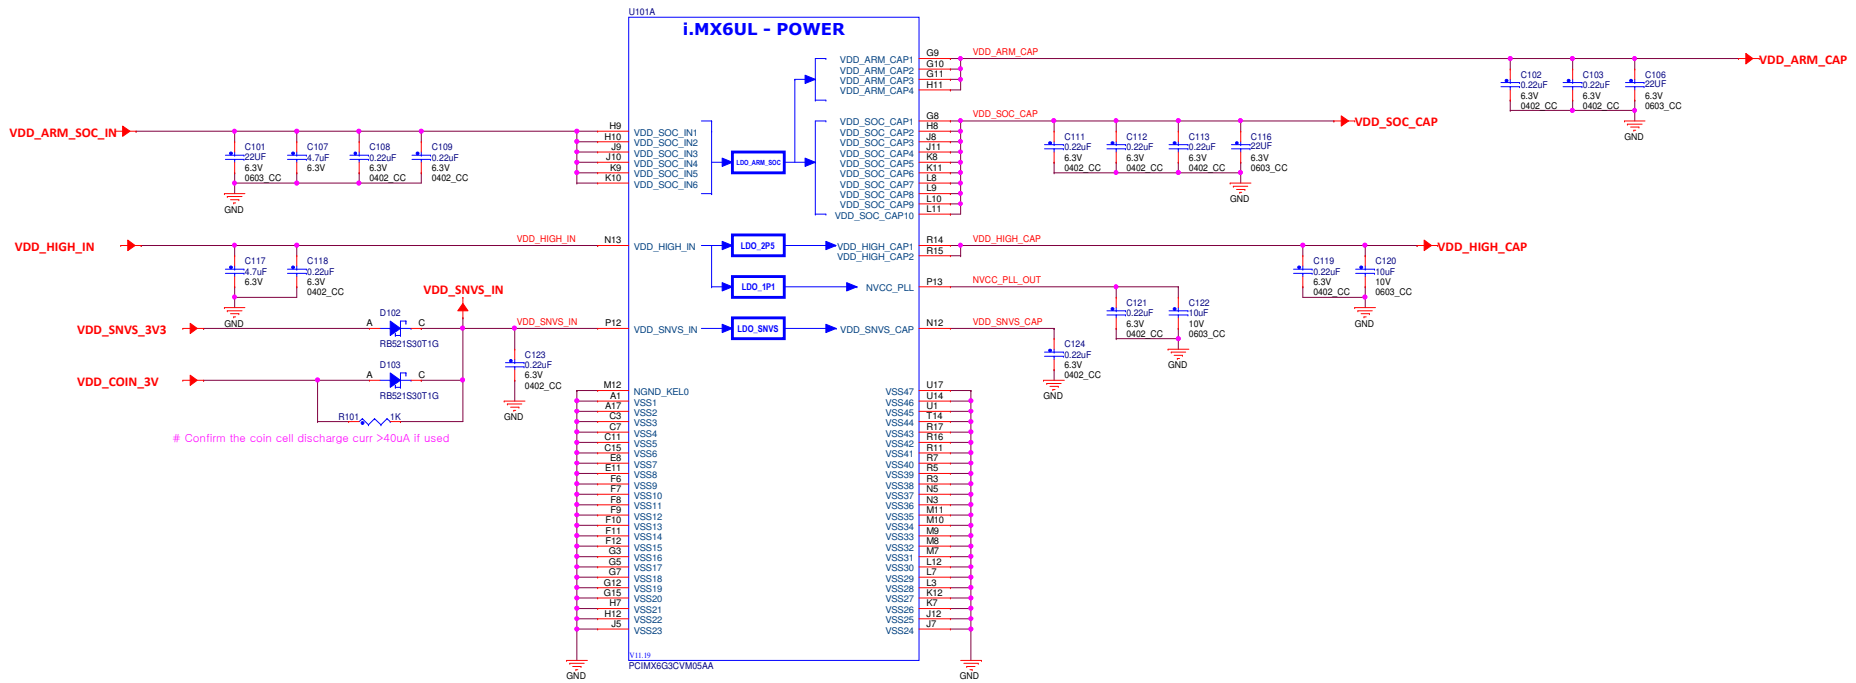 U101A
i.MX6UL - POWER
VDD_ARM_SOC_IN
C101
22UF
6.3V
0603_CC
C107
4.7uF
6.3V
C108
0.22uF
6.3V
0402_CC
C109
0.22uF
6.3V
0402_CC
GND
H9
H10
J9
J10
K9
K10
VDD_SOC_IN1
VDD_SOC_IN2
VDD_SOC_IN3
VDD_SOC_IN4
VDD_SOC_IN5
VDD_SOC_IN6
LDO_ARM_SOC
VDD_ARM_CAP1
VDD_ARM_CAP2
VDD_ARM_CAP3
VDD_ARM_CAP4
G9
G10
G11
H11
VDD_ARM_CAP
C102
0.22uF
6.3V
0402_CC
C103
0.22uF
6.3V
0402_CC
C106
22UF
6.3V
0603_CC
GND
VDD_ARM_CAP
VDD_SOC_CAP1
VDD_SOC_CAP2
VDD_SOC_CAP3
VDD_SOC_CAP4
VDD_SOC_CAP5
VDD_SOC_CAP6
VDD_SOC_CAP7
VDD_SOC_CAP8
VDD_SOC_CAP9
VDD_SOC_CAP10
G8
H8
J8
J11
K8
K11
L8
L9
L10
L11
VDD_SOC_CAP
C111
0.22uF
6.3V
0402_CC
C112
0.22uF
6.3V
0402_CC
C113
0.22uF
6.3V
0402_CC
C116
22UF
6.3V
0603_CC
GND
VDD_SOC_CAP
VDD_HIGH_IN
C117
4.7uF
6.3V
C118
0.22uF
6.3V
0402_CC
GND
VDD_HIGH_IN
N13
VDD_HIGH_IN
LDO_2P5
VDD_HIGH_CAP1
VDD_HIGH_CAP2
R14
R15
VDD_HIGH_CAP
C119
0.22uF
6.3V
0402_CC
C120
10uF
10V
0603_CC
GND
VDD_HIGH_CAP
LDO_1P1
NVCC_PLL
P13
NVCC_PLL_OUT
C121
0.22uF
6.3V
0402_CC
C122
10uF
10V
0603_CC
GND
VDD_SNVS_IN
VDD_SNVS_3V3
D102
A
C
RB521S30T1G
VDD_SNVS_IN
P12
VDD_SNVS_IN
LDO_SNVS
VDD_SNVS_CAP
N12
VDD_SNVS_CAP
C124
0.22uF
6.3V
0402_CC
GND
C123
0.22uF
6.3V
0402_CC
GND
VDD_COIN_3V
D103
A
C
RB521S30T1G
R101
1K
# Confirm the coin cell discharge curr >40uA if used
M12
A1
A17
C3
C7
C11
C15
E8
E11
F6
F7
F8
F9
F10
F11
F12
G3
G5
G7
G12
G15
H7
H12
J5
NGND_KEL0
VSS1
VSS2
VSS3
VSS4
VSS5
VSS6
VSS7
VSS8
VSS9
VSS10
VSS11
VSS12
VSS13
VSS14
VSS15
VSS16
VSS17
VSS18
VSS19
VSS20
VSS21
VSS22
VSS23
VSS47
VSS46
VSS45
VSS44
VSS43
VSS42
VSS41
VSS40
VSS39
VSS38
VSS37
VSS36
VSS35
VSS34
VSS33
VSS32
VSS31
VSS30
VSS29
VSS28
VSS27
VSS26
VSS25
VSS24
U17
U14
U1
T14
R17
R16
R11
R7
R5
R3
N5
N3
M11
M10
M9
M8
M7
L12
L7
L3
K12
K7
J12
J7
GND
V11.19
PCIMX6G3CVM05AA
GND